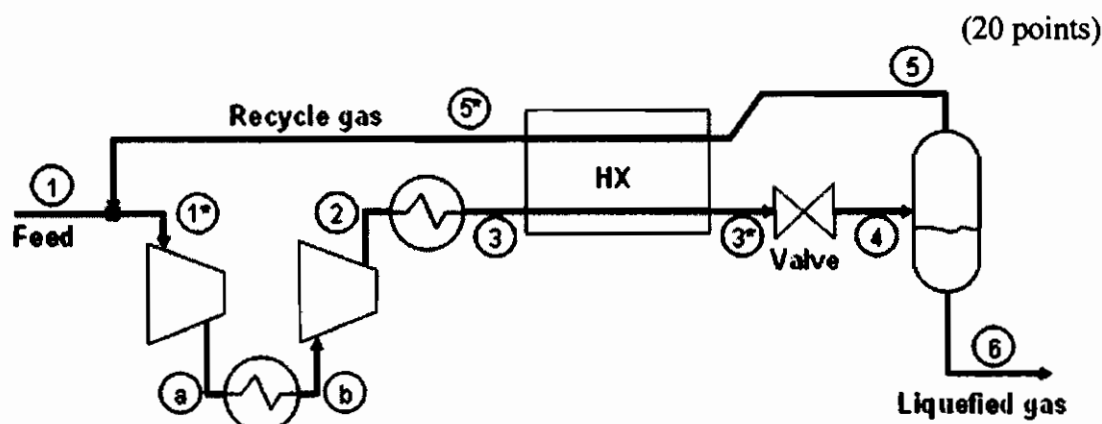 (20 points)
5
Recycle gas
5*
HX
1
1*
2
3
3*
4
Feed
Valve
6
a
b
Liquefied gas